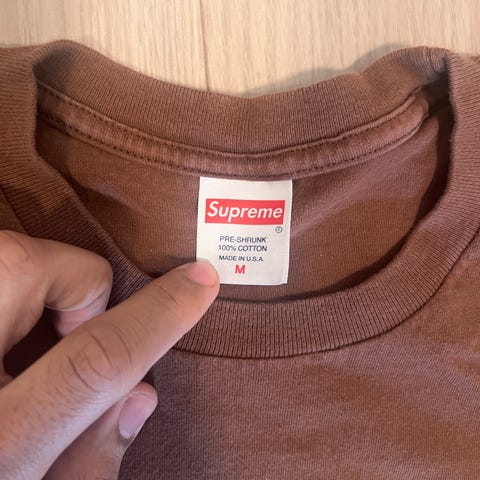 Supreme
®
PRE-SHRUNK
100% COTTON
MADE IN U.S.A.
M